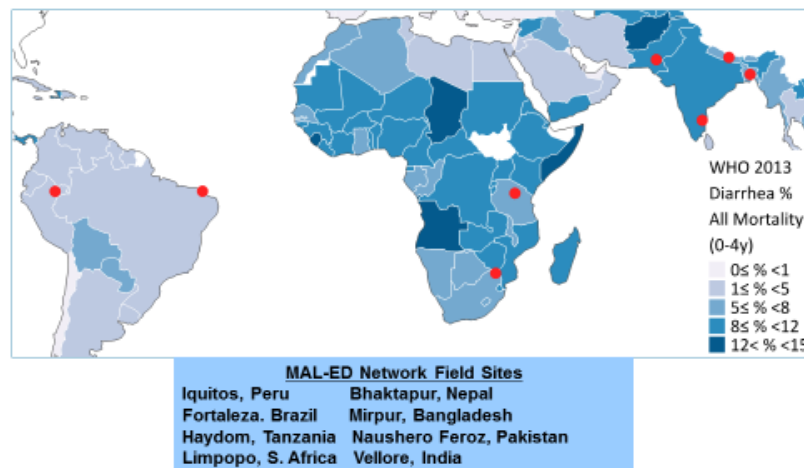 WHO 2013
Diarrhea %
All Mortality
(0-4y)
0≤ % <1
1≤ % <5
5≤ % <8
8≤ % <12
12< % <15
MAL-ED Network Field Sites
Iquitos, Peru Bhaktapur, Nepal
Fortaleza. Brazil Mirpur, Bangladesh
Haydom, Tanzania Naushero Feroz, Pakistan
Limpopo, S. Africa Vellore, India